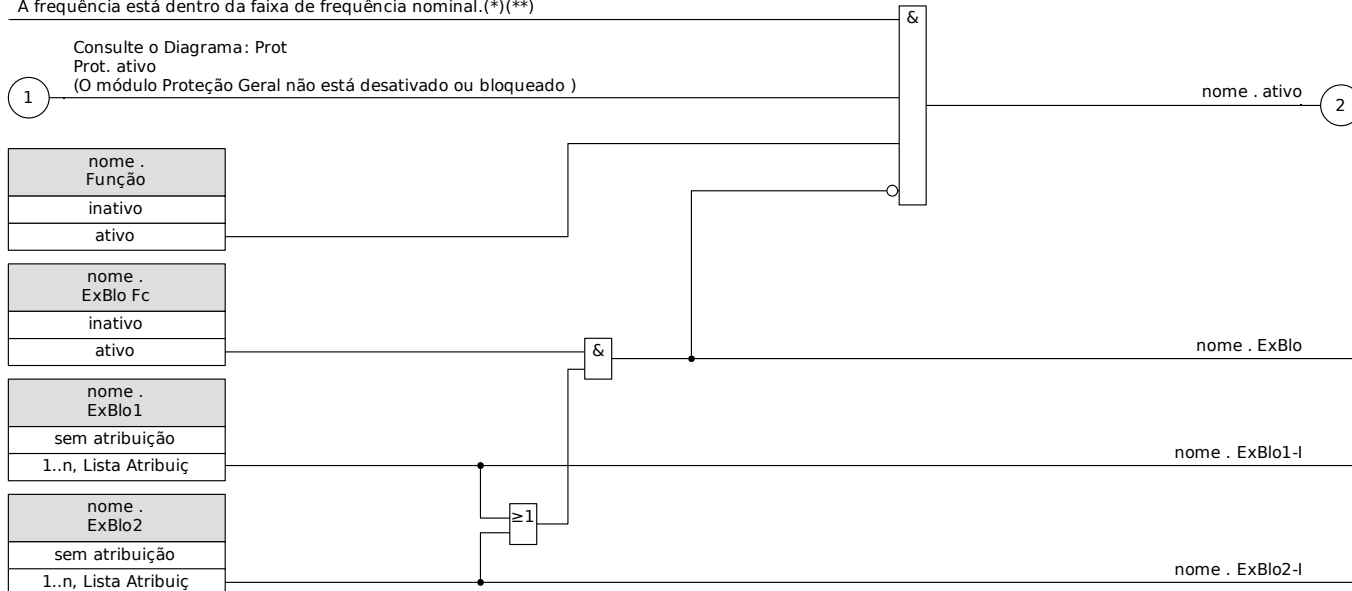 A frequência está dentro da faixa de frequência nominal.(*)(**)
&
Consulte o Diagrama: Prot
Prot. ativo
(O módulo Proteção Geral não está desativado ou bloqueado )
1
nome . ativo
2
nome .
Função
inativo
ativo
nome .
ExBlo Fc
inativo
ativo
&
nome . ExBlo
nome .
ExBlo1
sem atribuição
1..n, Lista Atribuiç
nome . ExBlo1-I
nome .
ExBlo2
≥1
sem atribuição
1..n, Lista Atribuiç
nome . ExBlo2-I